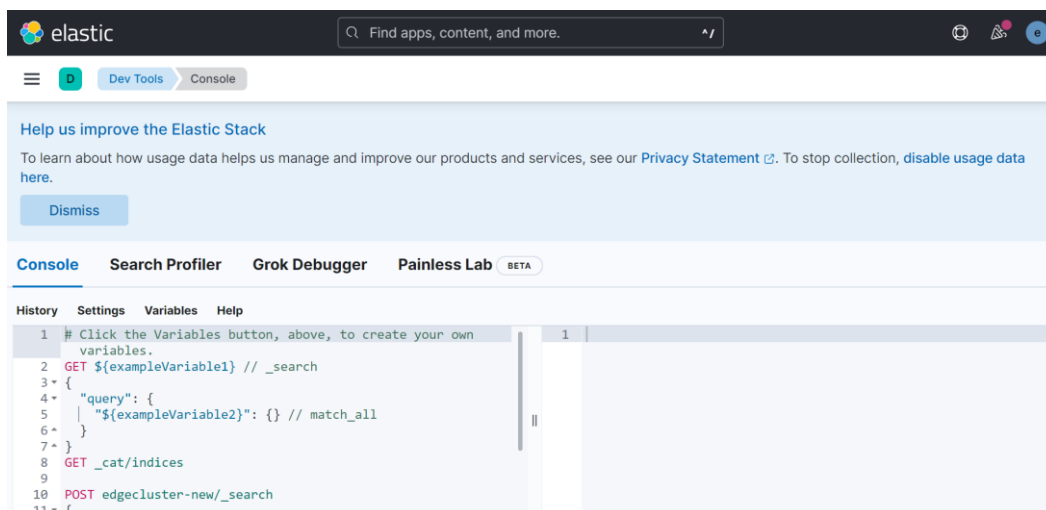 elastic
Find apps, content, and more.
^/
e
D
Dev Tools
Console
Help us improve the Elastic Stack
To learn about how usage data helps us manage and improve our products and services, see our Privacy Statement. To stop collection, disable usage data
here.
Dismiss
Console
Search Profiler
Grok Debugger
Painless Lab
BETA
History
Settings
Variables
Help
1 # Click the Variables button, above, to create your own
variables.
2 GET ${exampleVariable1} // _search
3 {
4 "query": {
5 "${exampleVariable2}": {} // match_all
6 }
7 }
8 GET _cat/indices
9
10 POST edgecluster-new/_search
11 {
1